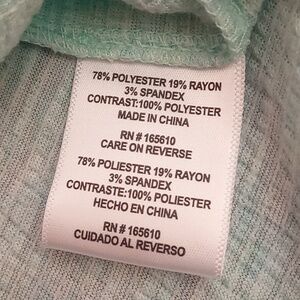 78% POLYESTER 19% RAYON
3% SPANDEX
CONTRAST:100% POLYESTER
MADE IN CHINA
RN # 165610
CARE ON REVERSE
78% POLIESTER 19% RAYON
3% SPANDEX
CONTRASTE:100% POLIESTER
HECHO EN CHINA
RN # 165610
CUIDADO AL REVERSO